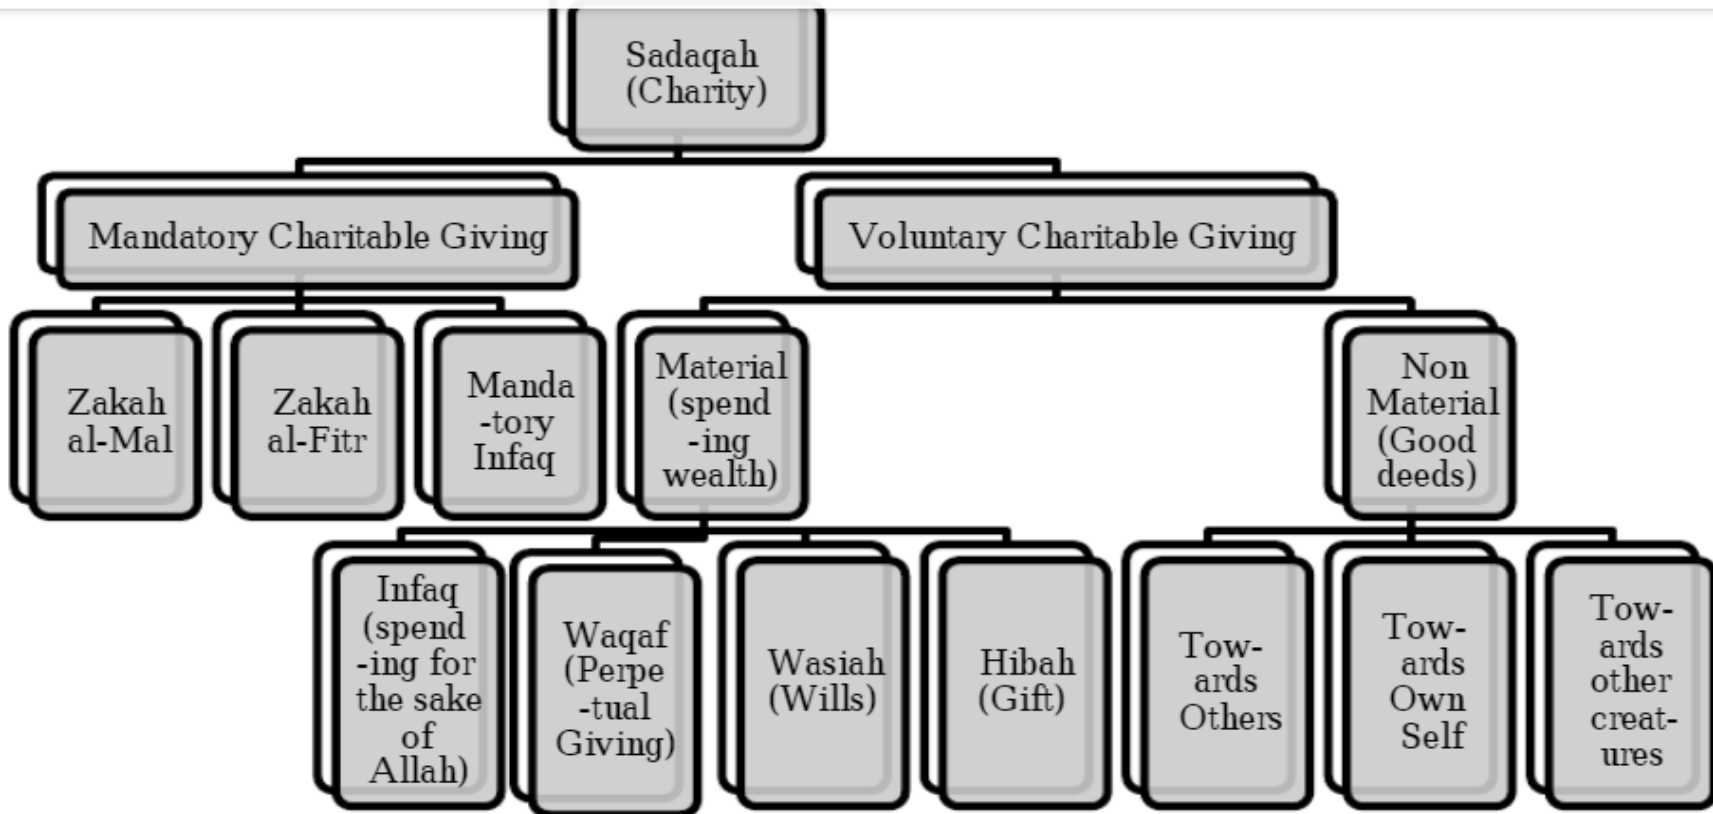 Sadaqah
(Charity)
Mandatory Charitable Giving
Voluntary Charitable Giving
Zakah
al-Mal
Zakah
al-Fitr
Manda
-tory
Infaq
Material
(spend
-ing
wealth)
Non
Material
(Good
deeds)
Infaq
(spend
-ing for
the sake
of
Allah)
Waqaf
(Perpe
-tual
Giving)
Wasiah
(Wills)
Hibah
(Gift)
Tow-
ards
Others
Tow-
ards
Own
Self
Tow-
ards
other
creat-
ures